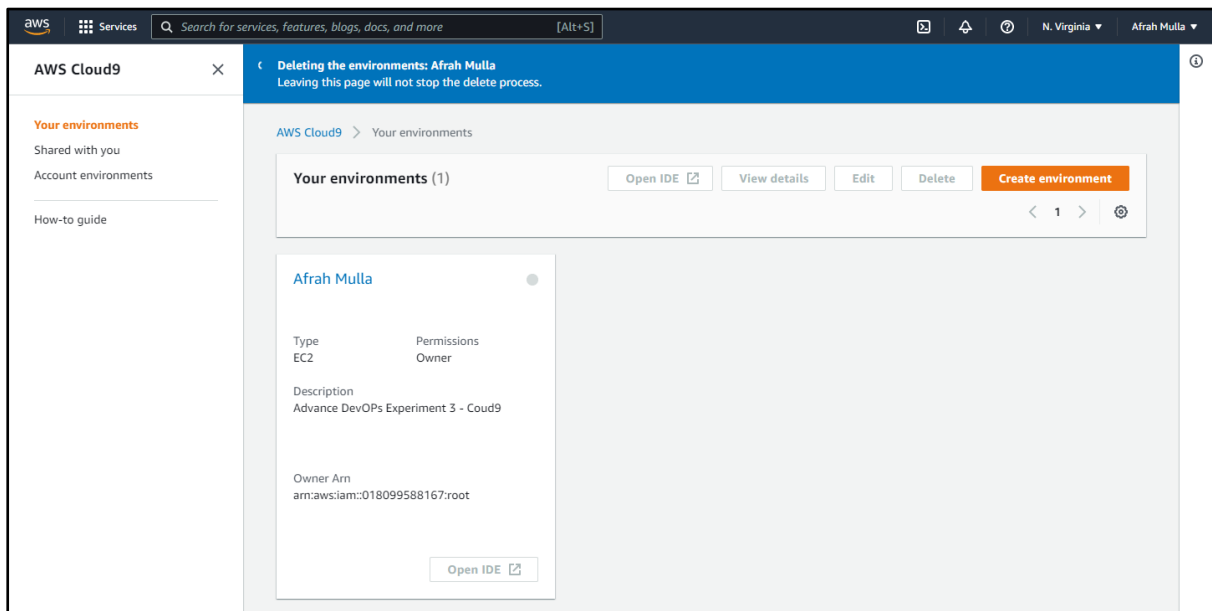 aws Services Search for services, features, blogs, docs, and more [Alt+S] N. Virginia Afrah Mulla
AWS Cloud9
Deleting the environments: Afrah Mulla
Leaving this page will not stop the delete process.
Your environments
Shared with you
Account environments
How-to guide
AWS Cloud9 > Your environments
Your environments (1) Open IDE View details Edit Delete Create environment
< 1 >
Afrah Mulla
Type Permissions
EC2 Owner
Description
Advance DevOPs Experiment 3 - Coud9
Owner Arn
arn:aws:iam::018099588167:root
Open IDE